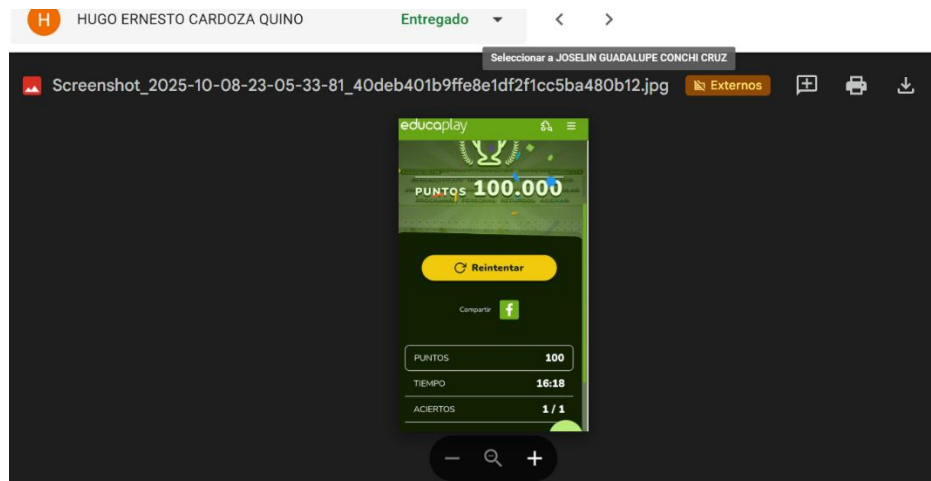 H HUGO ERNESTO CARDOZA QUINO Entregado
Seleccionar a JOSELIN GUADALUPE CONCHI CRUZ
Screenshot_2025-10-08-23-05-33-81_40deb401b9ffe8e1df2f1cc5ba480b12.jpg Externos
educaplay
PUNTOS 100.000
Reintentar
Compartir f
PUNTOS 100
TIEMPO 16:18
ACIERTOS 1 / 1